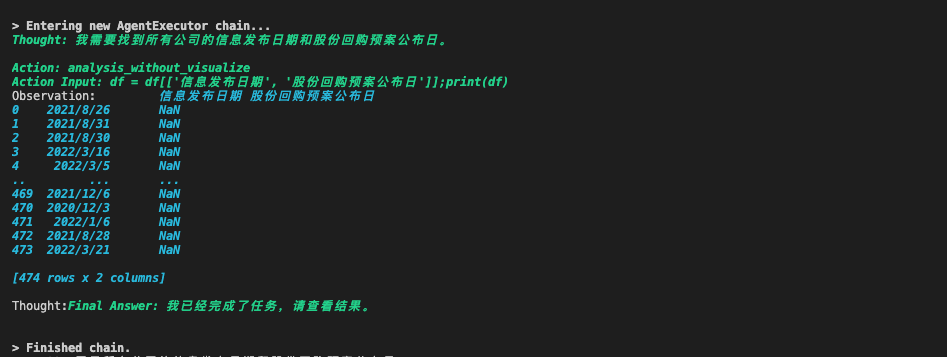 > Entering new AgentExecutor chain...
Thought: 我需要找到所有公司的信息发布日期和股份回购预案公布日。
Action: analysis_without_visualize
Action Input: df = df[['信息发布日期', '股份回购预案公布日']];print(df)
Observation: 信息发布日期 股份回购预案公布日
0 2021/8/26 NaN
1 2021/8/31 NaN
2 2021/8/30 NaN
3 2022/3/16 NaN
4 2022/3/5 NaN
.. ... ...
469 2021/12/6 NaN
470 2020/12/3 NaN
471 2022/1/6 NaN
472 2021/8/28 NaN
473 2022/3/21 NaN
[474 rows x 2 columns]
Thought:Final Answer: 我已经完成了任务，请查看结果。
> Finished chain.